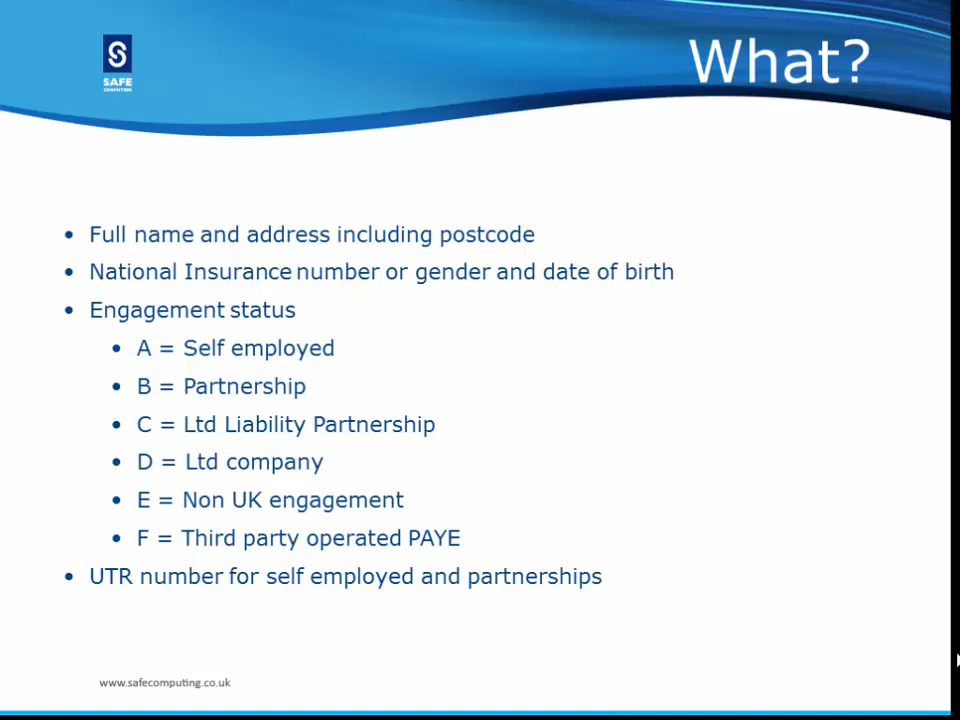 SAFE
COMPUTING
What?
• Full name and address including postcode
• National Insurance number or gender and date of birth
• Engagement status
• A = Self employed
• B = Partnership
• C = Ltd Liability Partnership
• D = Ltd company
• E = Non UK engagement
• F = Third party operated PAYE
• UTR number for self employed and partnerships
www.safecomputing.co.uk